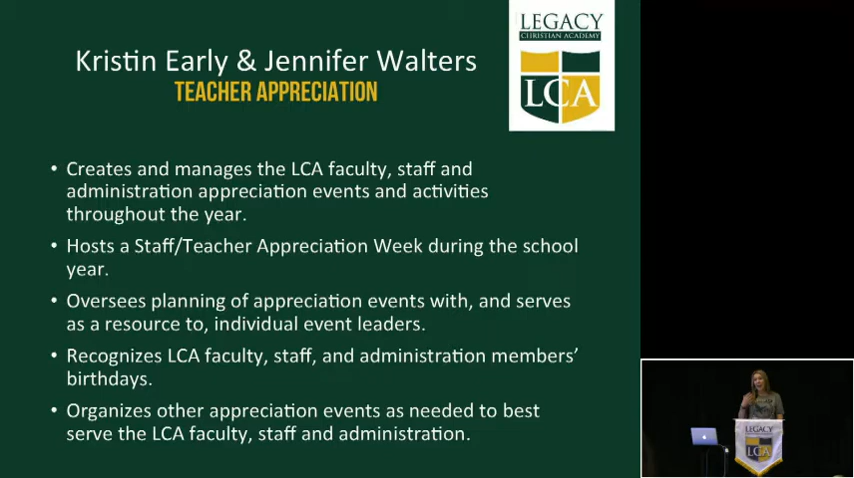 LEGACY
CHRISTIAN ACADEMY
LCA
Kristin Early & Jennifer Walters
TEACHER APPRECIATION
• Creates and manages the LCA faculty, staff and
administration appreciation events and activities
throughout the year.
• Hosts a Staff/Teacher Appreciation Week during the school
year.
• Oversees planning of appreciation events with, and serves
as a resource to, individual event leaders.
• Recognizes LCA faculty, staff, and administration members’
birthdays.
• Organizes other appreciation events as needed to best
serve the LCA faculty, staff and administration.
LEGACY
LCA